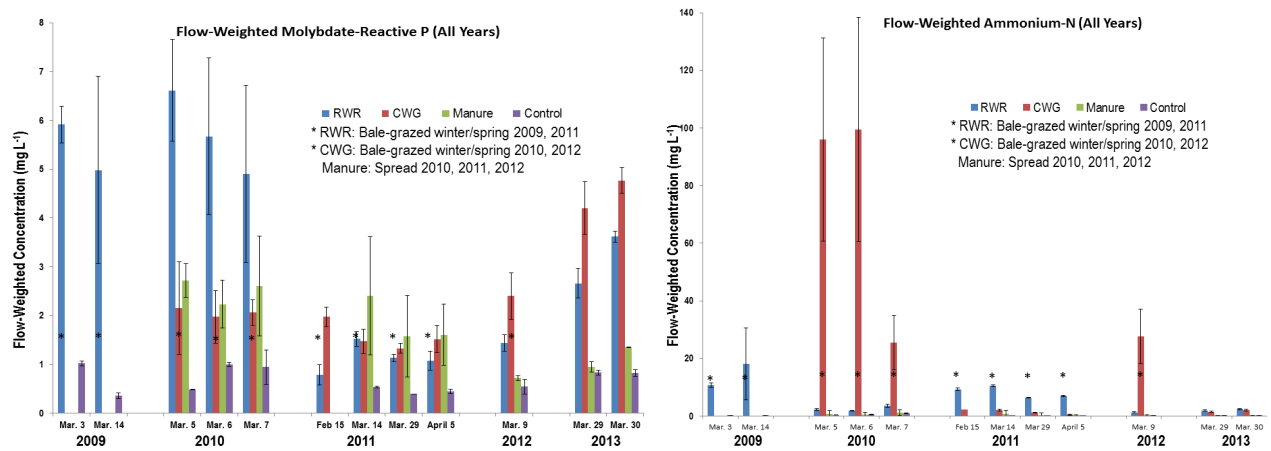 Flow-Weighted Molybdate-Reactive P (All Years)
Flow-Weighted Concentration (mg L-1)
8
7
6
5
4
3
2
1
0
RWR CWG Manure Control
* RWR: Bale-grazed winter/spring 2009, 2011
* CWG: Bale-grazed winter/spring 2010, 2012
Manure: Spread 2010, 2011, 2012
* * * * * * * * * *
Mar. 3 Mar. 14 Mar. 5 Mar. 6 Mar. 7 Feb 15 Mar. 14 Mar. 29 April 5 Mar. 9 Mar. 29 Mar. 30
2009 2010 2011 2012 2013
Flow-Weighted Ammonium-N (All Years)
Flow-Weighted Concentration (mg L-1)
140
120
100
80
60
40
20
0
RWR CWG Manure Control
* RWR: Bale-grazed winter/spring 2009, 2011
* CWG: Bale-grazed winter/spring 2010, 2012
Manure: Spread 2010, 2011, 2012
* * * * * * * * * *
Mar. 3 Mar. 14 Mar. 5 Mar. 6 Mar. 7 Feb 15 Mar 14 Mar 29 April 5 Mar. 9 Mar. 29 Mar. 30
2009 2010 2011 2012 2013